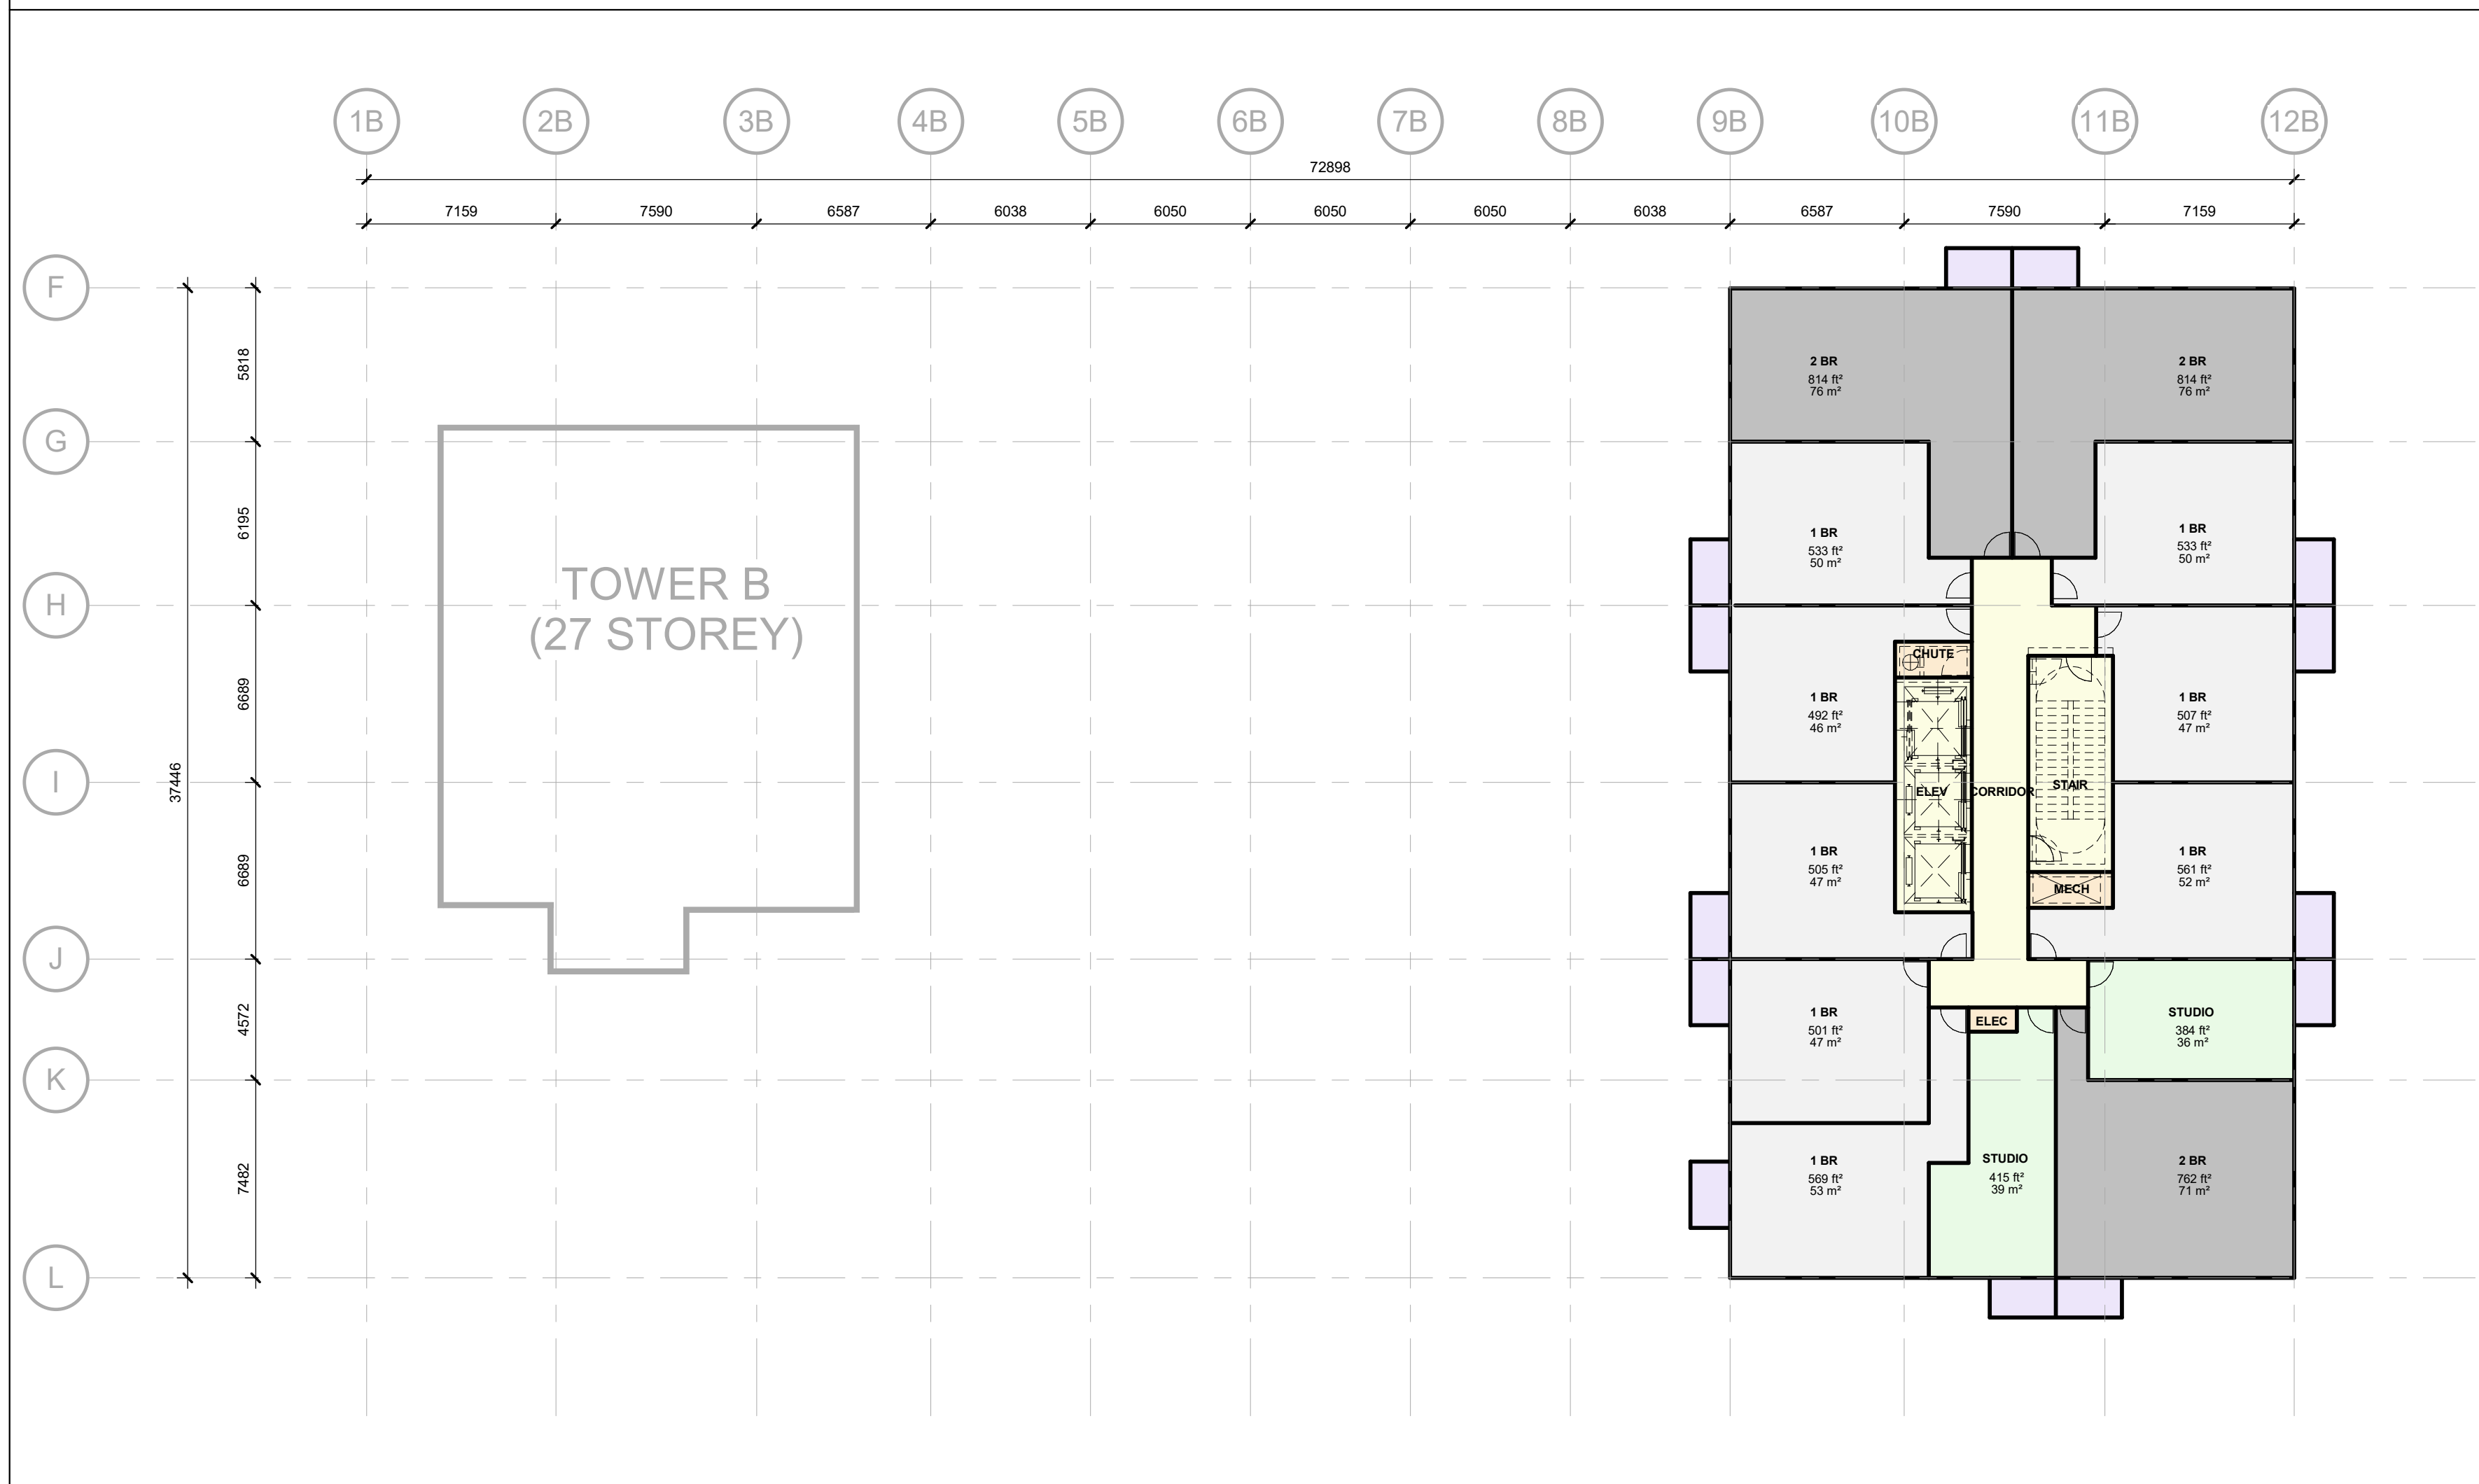 1B 2B 3B 4B 5B 6B 7B 8B 9B 10B 11B 12B
72898
7159 7590 6587 6038 6050 6050 6050 6038 6587 7590 7159
F
G
H
I
J
K
L
37446
5818
6195
6689
6689
4572
7482
TOWER B
(27 STOREY)
2 BR
814 ft²
76 m²
2 BR
814 ft²
76 m²
1 BR
533 ft²
50 m²
1 BR
533 ft²
50 m²
CHUTE
1 BR
492 ft²
46 m²
1 BR
507 ft²
47 m²
ELEV
CORRIDOR
STAIR
1 BR
505 ft²
47 m²
1 BR
561 ft²
52 m²
MECH
1 BR
501 ft²
47 m²
ELEC
STUDIO
384 ft²
36 m²
1 BR
569 ft²
53 m²
STUDIO
415 ft²
39 m²
2 BR
762 ft²
71 m²